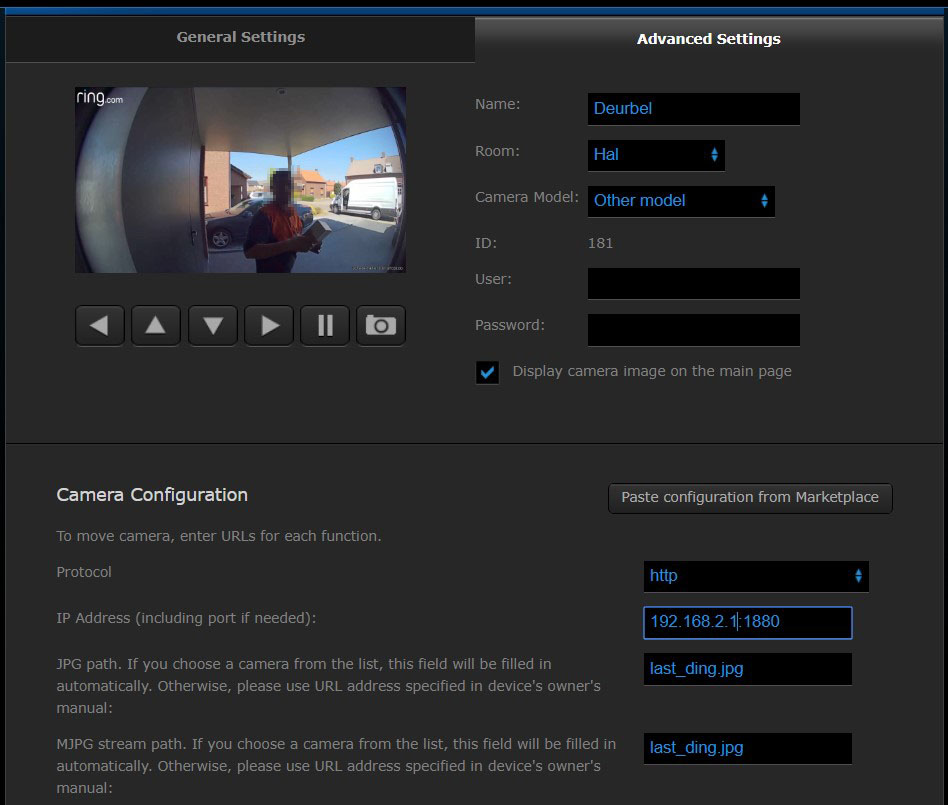 General Settings
Advanced Settings
ring.com
Name:
Deurbel
Room:
Hal
Camera Model:
Other model
ID:
181
User:
Password:
Display camera image on the main page
Camera Configuration
Paste configuration from Marketplace
To move camera, enter URLs for each function.
Protocol
http
IP Address (including port if needed):
192.168.2.1:1880
JPG path. If you choose a camera from the list, this field will be filled in
automatically. Otherwise, please use URL address specified in device's owner's
manual:
last_ding.jpg
MJPG stream path. If you choose a camera from the list, this field will be filled in
automatically. Otherwise, please use URL address specified in device's owner's
manual:
last_ding.jpg